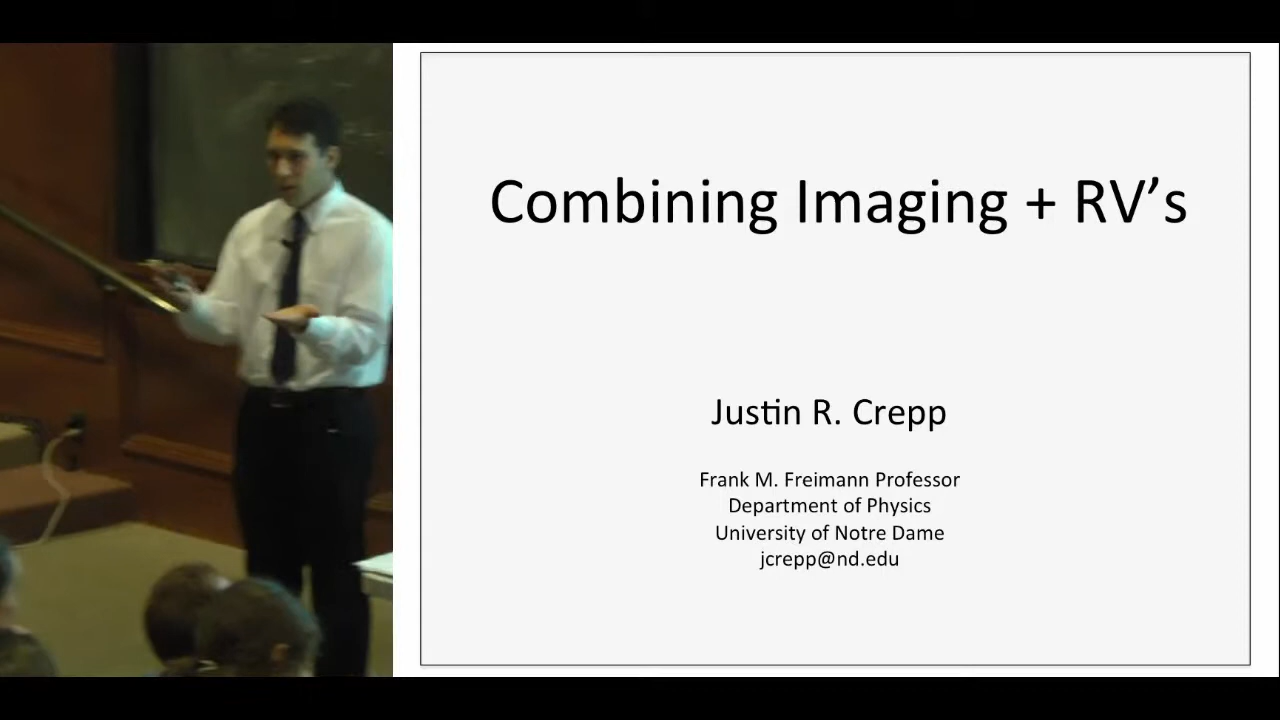 Combining Imaging + RV’s
Justin R. Crepp
Frank M. Freimann Professor
Department of Physics
University of Notre Dame
jcrepp@nd.edu